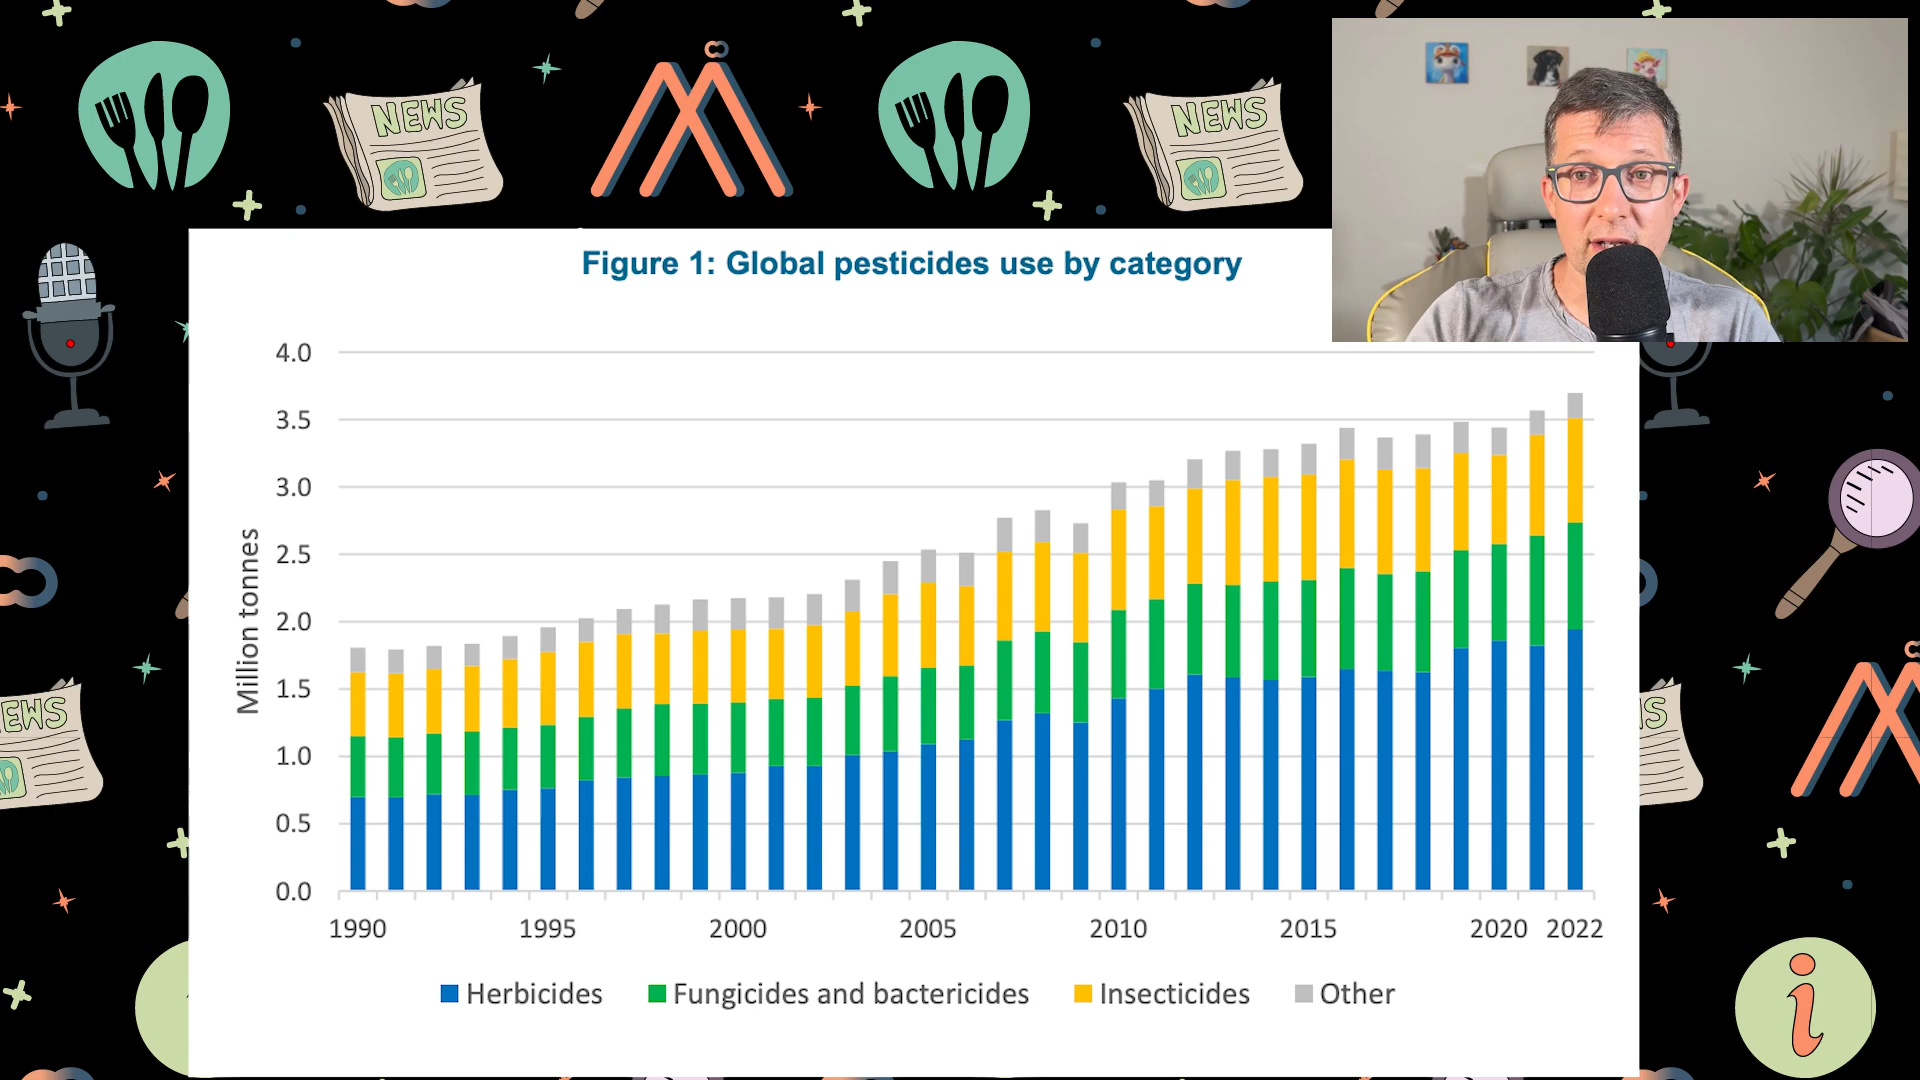 NEWS
NEWS
Figure 1: Global pesticides use by category
4.0
3.5
3.0
2.5
2.0
1.5
1.0
0.5
0.0
Million tonnes
1990 1995 2000 2005 2010 2015 2020 2022
Herbicides Fungicides and bactericides Insecticides Other
EWS
S
i